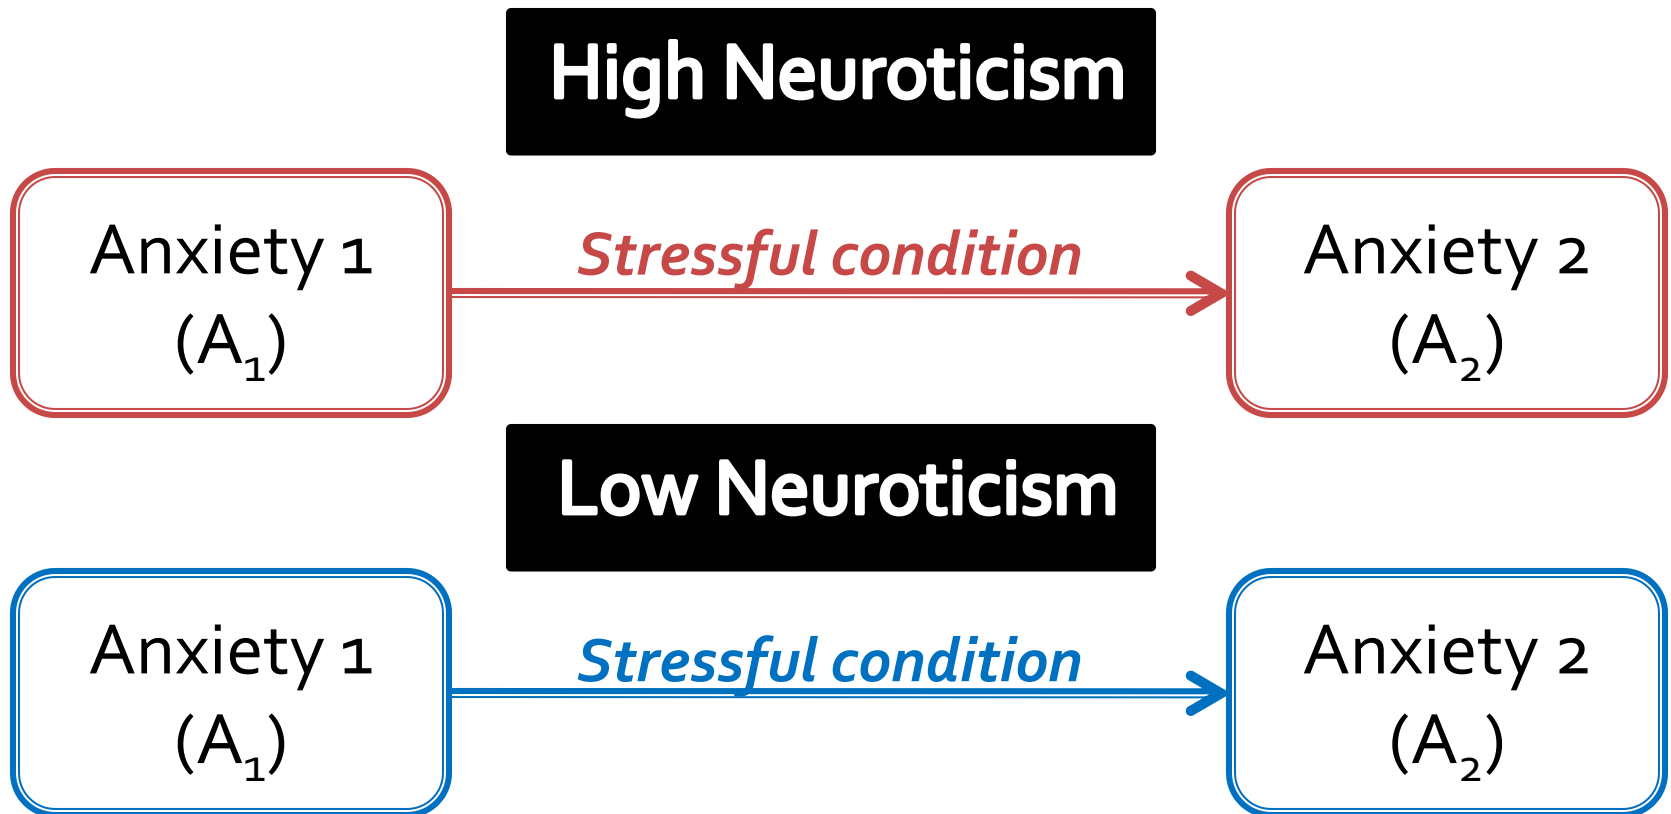 High Neuroticism
Anxiety 1
(A₁)
Stressful condition
Anxiety 2
(A₂)
Low Neuroticism
Anxiety 1
(A₁)
Stressful condition
Anxiety 2
(A₂)